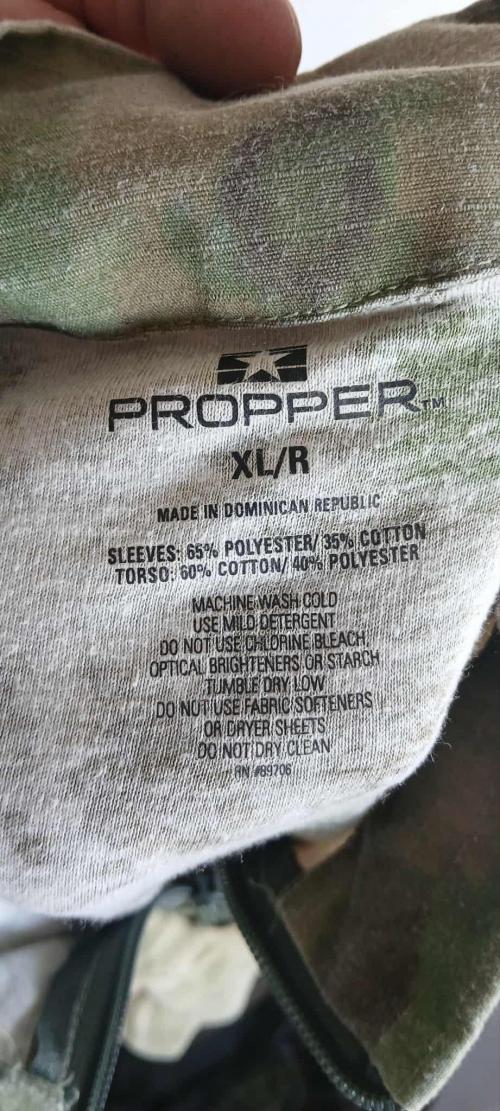 PROPPER™
XL/R
MADE IN DOMINICAN REPUBLIC
SLEEVES: 65% POLYESTER/ 35% COTTON
TORSO: 60% COTTON/ 40% POLYESTER
MACHINE WASH COLD
USE MILD DETERGENT
DO NOT USE CHLORINE BLEACH,
OPTICAL BRIGHTENERS OR STARCH
TUMBLE DRY LOW
DO NOT USE FABRIC SOFTENERS
OR DRYER SHEETS
DO NOT DRY CLEAN
RN #89706